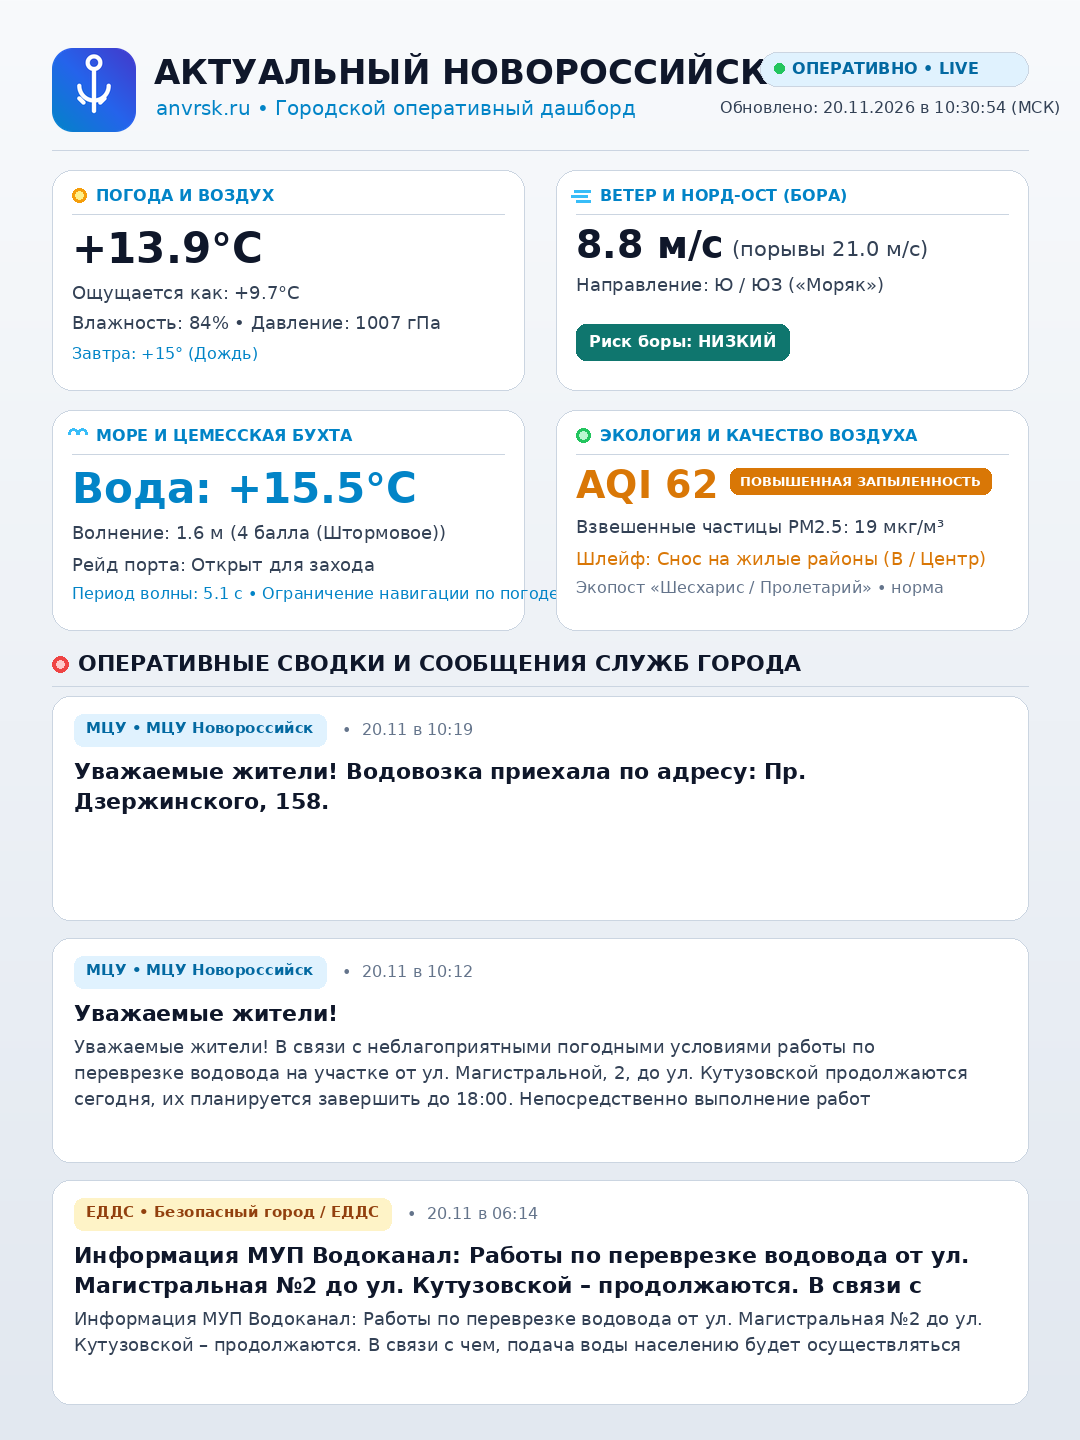 АКТУАЛЬНЫЙ НОВОРОССИЙСК
ОПЕРАТИВНО • LIVE
anvrsk.ru • Городской оперативный дашборд
Обновлено: 20.11.2026 в 10:30:54 (МСК)
ПОГОДА И ВОЗДУХ
+13.9°C
Ощущается как: +9.7°C
Влажность: 84% • Давление: 1007 гПа
Завтра: +15° (Дождь)
ВЕТЕР И НОРД-ОСТ (БОРА)
8.8 м/с (порывы 21.0 м/с)
Направление: Ю / ЮЗ («Моряк»)
Риск боры: НИЗКИЙ
МОРЕ И ЦЕМЕССКАЯ БУХТА
Вода: +15.5°C
Волнение: 1.6 м (4 балла (Штормовое))
Рейд порта: Открыт для захода
Период волны: 5.1 с • Ограничение навигации по погоде
ЭКОЛОГИЯ И КАЧЕСТВО ВОЗДУХА
AQI 62 ПОВЫШЕННАЯ ЗАПЫЛЕННОСТЬ
Взвешенные частицы PM2.5: 19 мкг/м³
Шлейф: Снос на жилые районы (В / Центр)
Экопост «Шесхарис / Пролетарий» • норма
ОПЕРАТИВНЫЕ СВОДКИ И СООБЩЕНИЯ СЛУЖБ ГОРОДА
МЦУ • МЦУ Новороссийск • 20.11 в 10:19
Уважаемые жители! Водовозка приехала по адресу: Пр.
Дзержинского, 158.
МЦУ • МЦУ Новороссийск • 20.11 в 10:12
Уважаемые жители!
Уважаемые жители! В связи с неблагоприятными погодными условиями работы по
переврезке водовода на участке от ул. Магистральной, 2, до ул. Кутузовской продолжаются
сегодня, их планируется завершить до 18:00. Непосредственно выполнение работ
ЕДДС • Безопасный город / ЕДДС • 20.11 в 06:14
Информация МУП Водоканал: Работы по переврезке водовода от ул.
Магистральная №2 до ул. Кутузовской – продолжаются. В связи с
Информация МУП Водоканал: Работы по переврезке водовода от ул. Магистральная №2 до ул.
Кутузовской – продолжаются. В связи с чем, подача воды населению будет осуществляться